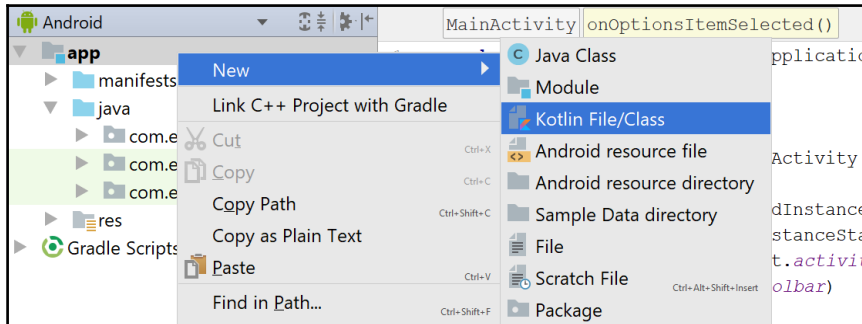 Android
MainActivity onOptionsItemSelected()
app
manifests
java
com.e
com.e
com.e
res
Gradle Scripts
New
Link C++ Project with Gradle
Cut Ctrl+X
Copy Ctrl+C
Copy Path Ctrl+Shift+C
Copy as Plain Text
Paste Ctrl+V
Find in Path... Ctrl+Shift+F
Java Class
Module
Kotlin File/Class
Android resource file
Android resource directory
Sample Data directory
File
Scratch File Ctrl+Alt+Shift+Insert
Package
pplicatio
Activity
dInstance
stanceSta
t.activit
olbar)